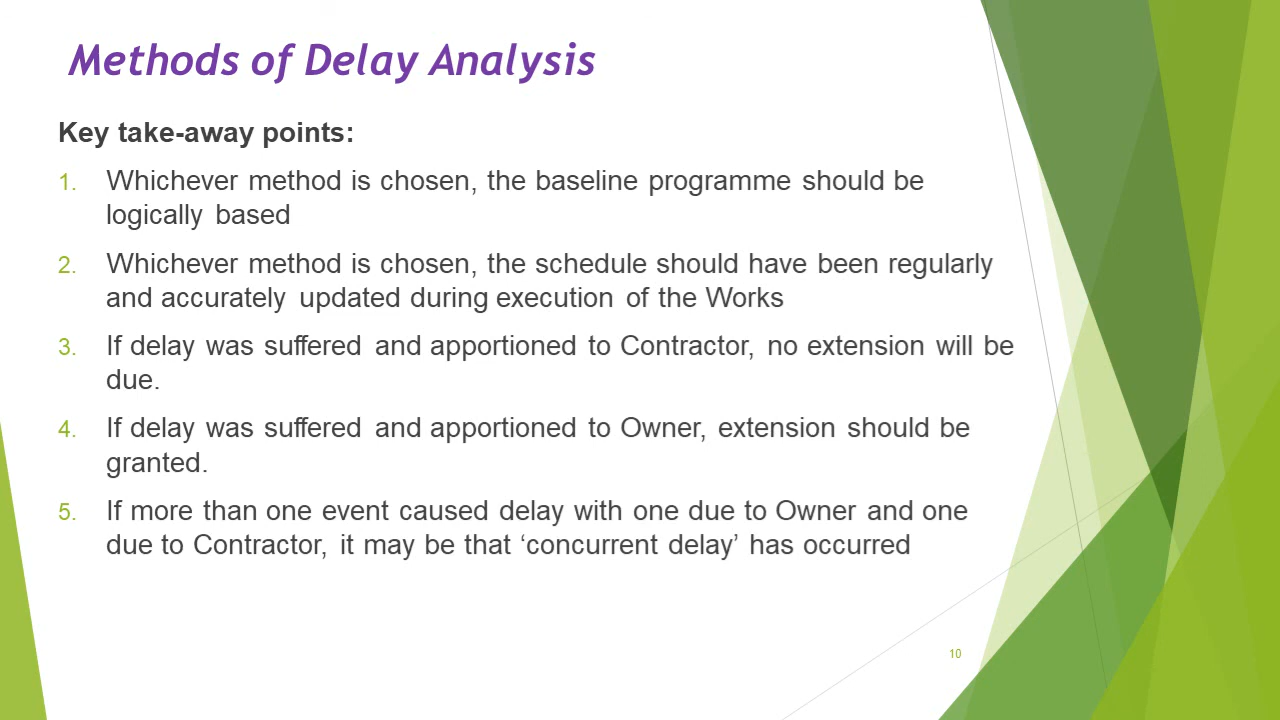 Methods of Delay Analysis
Key take-away points:
1. Whichever method is chosen, the baseline programme should be
logically based
2. Whichever method is chosen, the schedule should have been regularly
and accurately updated during execution of the Works
3. If delay was suffered and apportioned to Contractor, no extension will be
due.
4. If delay was suffered and apportioned to Owner, extension should be
granted.
5. If more than one event caused delay with one due to Owner and one
due to Contractor, it may be that ‘concurrent delay’ has occurred
10